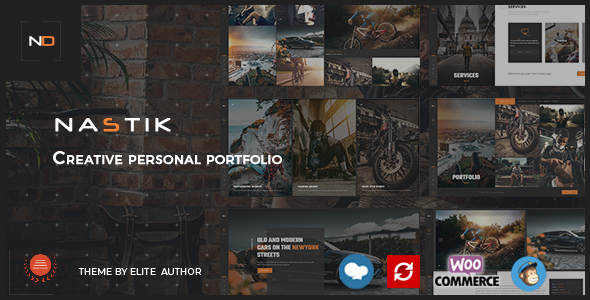 ND
NASTIK
Creative personal portfolio
THEME BY ELITE AUTHOR
SERVICES
PORTFOLIO
OLD AND MODERN
CARS ON THE NEWYORK
STREETS
WOO
COMMERCE